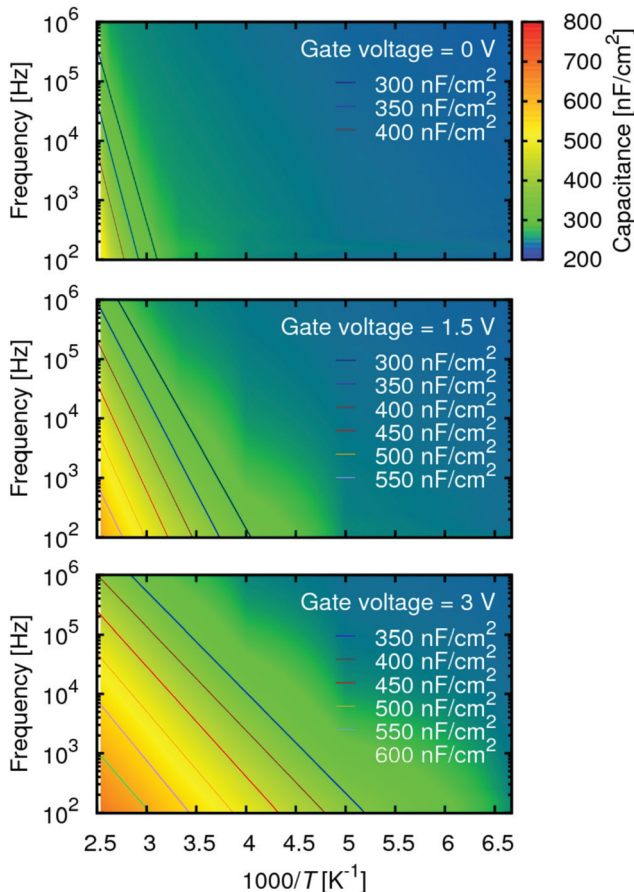 10^6
10^5
10^4
10^3
10^2
Frequency [Hz]
Gate voltage = 0 V
300 nF/cm^2
350 nF/cm^2
400 nF/cm^2
800
700
600
500
400
300
200
Capacitance [nF/cm^2]
10^6
10^5
10^4
10^3
10^2
Frequency [Hz]
Gate voltage = 1.5 V
300 nF/cm^2
350 nF/cm^2
400 nF/cm^2
450 nF/cm^2
500 nF/cm^2
550 nF/cm^2
10^6
10^5
10^4
10^3
10^2
Frequency [Hz]
Gate voltage = 3 V
350 nF/cm^2
400 nF/cm^2
450 nF/cm^2
500 nF/cm^2
550 nF/cm^2
600 nF/cm^2
2.5 3 3.5 4 4.5 5 5.5 6 6.5
1000/T [K^-1]